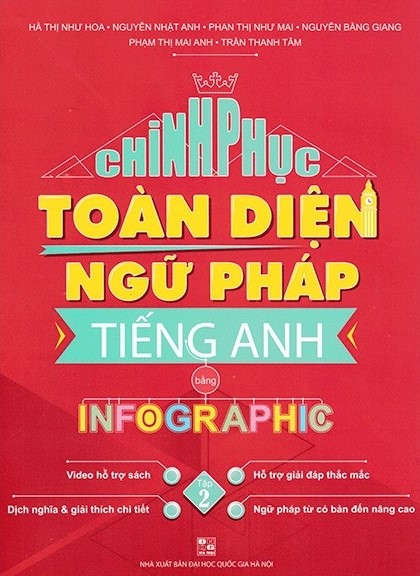 HÀ THỊ NHƯ HOA • NGUYỄN NHẬT ANH • PHAN THỊ NHƯ MAI • NGUYỄN BĂNG GIANG
PHẠM THỊ MAI ANH • TRẦN THANH TÂM
CHINH PHỤC
TOÀN DIỆN
NGỮ PHÁP
TIẾNG ANH
bằng
INFOGRAPHIC
Video hỗ trợ sách
Hỗ trợ giải đáp thắc mắc
Tập
2
Dịch nghĩa & giải thích chi tiết
Ngữ pháp từ cơ bản đến nâng cao
NHÀ XUẤT BẢN ĐẠI HỌC QUỐC GIA HÀ NỘI